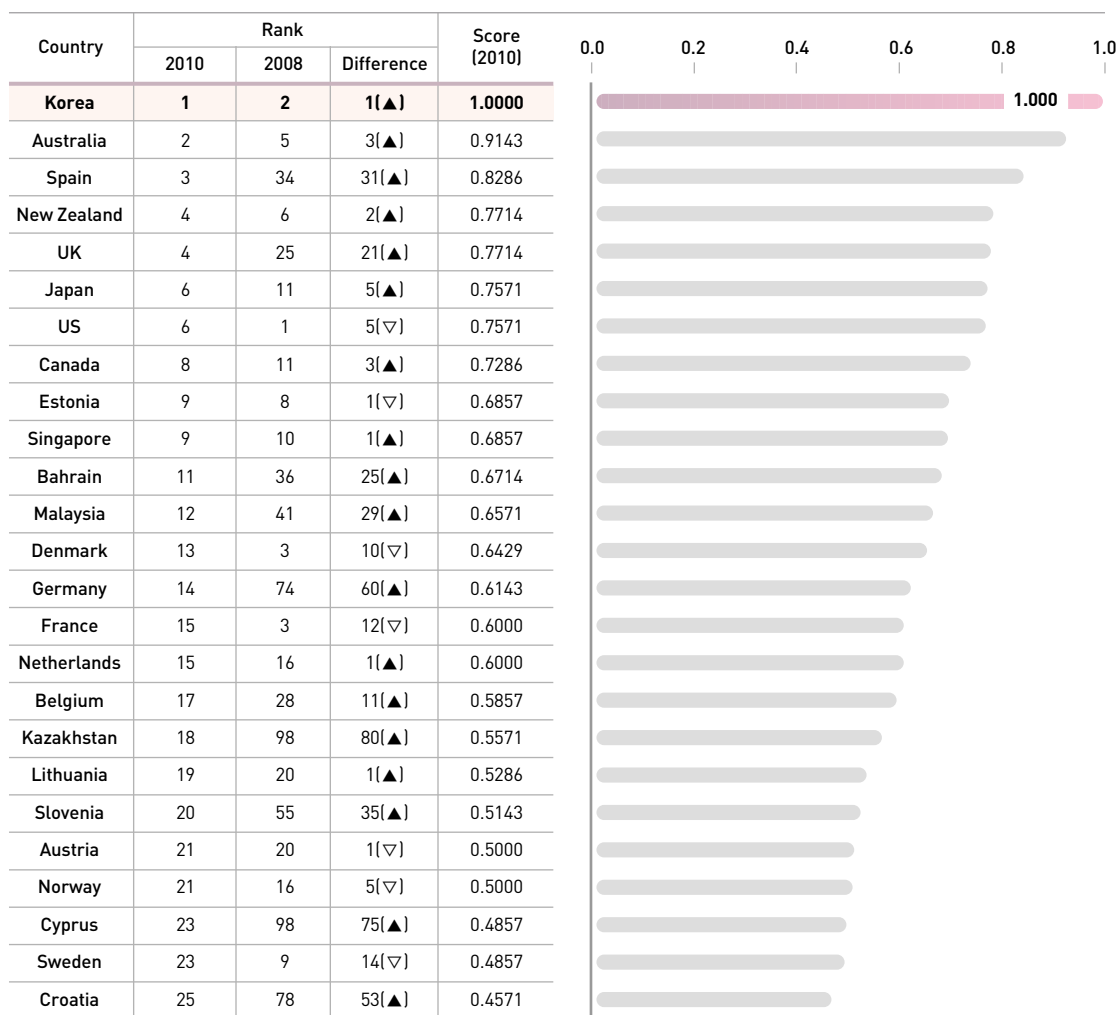 Country Rank Score (2010)
2010 2008 Difference
0.0 0.2 0.4 0.6 0.8 1.0
Korea 1 2 1(▲) 1.0000 1.000
Australia 2 5 3(▲) 0.9143
Spain 3 34 31(▲) 0.8286
New Zealand 4 6 2(▲) 0.7714
UK 4 25 21(▲) 0.7714
Japan 6 11 5(▲) 0.7571
US 6 1 5(▽) 0.7571
Canada 8 11 3(▲) 0.7286
Estonia 9 8 1(▽) 0.6857
Singapore 9 10 1(▲) 0.6857
Bahrain 11 36 25(▲) 0.6714
Malaysia 12 41 29(▲) 0.6571
Denmark 13 3 10(▽) 0.6429
Germany 14 74 60(▲) 0.6143
France 15 3 12(▽) 0.6000
Netherlands 15 16 1(▲) 0.6000
Belgium 17 28 11(▲) 0.5857
Kazakhstan 18 98 80(▲) 0.5571
Lithuania 19 20 1(▲) 0.5286
Slovenia 20 55 35(▲) 0.5143
Austria 21 20 1(▽) 0.5000
Norway 21 16 5(▽) 0.5000
Cyprus 23 98 75(▲) 0.4857
Sweden 23 9 14(▽) 0.4857
Croatia 25 78 53(▲) 0.4571